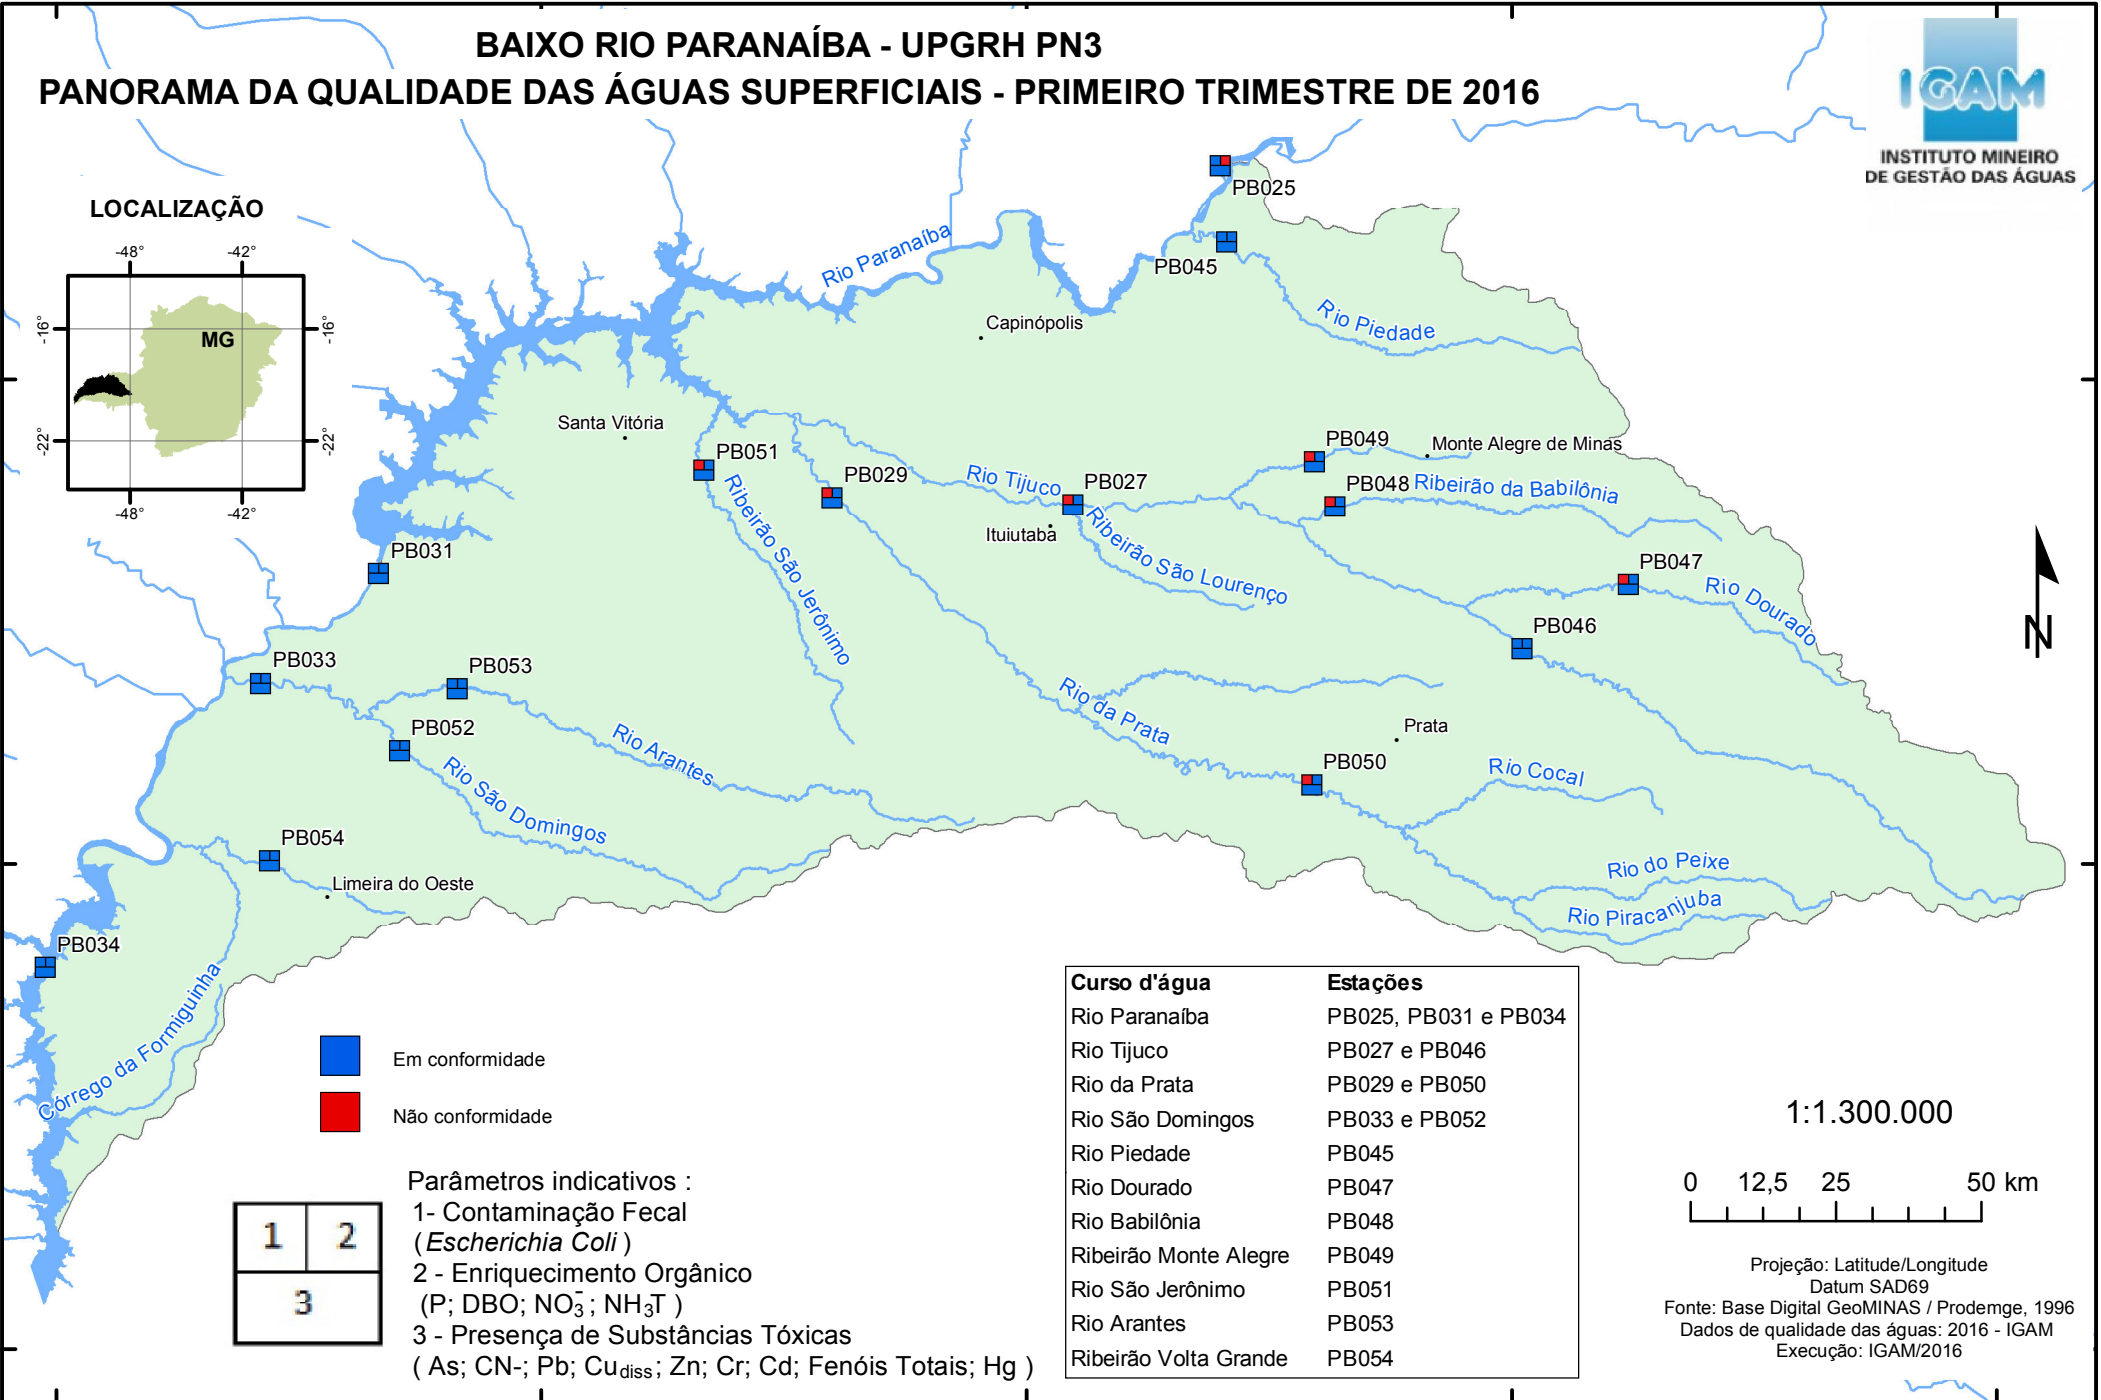 BAIXO RIO PARANAÍBA - UPGRH PN3
PANORAMA DA QUALIDADE DAS ÁGUAS SUPERFICIAIS - PRIMEIRO TRIMESTRE DE 2016
IGAM
INSTITUTO MINEIRO
DE GESTÃO DAS ÁGUAS
LOCALIZAÇÃO
-48°
-42°
-16°
-16°
MG
-22°
-22°
-48°
-42°
PB025
Rio Paranaíba
PB045
Rio Piedade
Capinópolis
Santa Vitória
PB051
PB029
Rio Tijuco
PB027
PB049
Monte Alegre de Minas
PB048
Ribeirão da Babilônia
Ituiutaba
Ribeirão São Lourenço
Ribeirão São Jerônimo
PB031
PB047
Rio Dourado
PB046
PB033
PB053
PB052
Rio Arantes
Rio São Domingos
Rio da Prata
Prata
PB050
Rio Cocal
PB054
Limeira do Oeste
Rio do Peixe
Rio Piracanjuba
PB034
Córrego da Formiguinha
Em conformidade
Não conformidade
Parâmetros indicativos :
1- Contaminação Fecal
(Escherichia Coli )
2 - Enriquecimento Orgânico
(P; DBO; NO₃⁻; NH₃T )
3 - Presença de Substâncias Tóxicas
( As; CN-; Pb; Cudiss; Zn; Cr; Cd; Fenóis Totais; Hg )
1 2
3
Curso d'água Estações
Rio Paranaíba PB025, PB031 e PB034
Rio Tijuco PB027 e PB046
Rio da Prata PB029 e PB050
Rio São Domingos PB033 e PB052
Rio Piedade PB045
Rio Dourado PB047
Rio Babilônia PB048
Ribeirão Monte Alegre PB049
Rio São Jerônimo PB051
Rio Arantes PB053
Ribeirão Volta Grande PB054
N
1:1.300.000
0 12,5 25 50 km
Projeção: Latitude/Longitude
Datum SAD69
Fonte: Base Digital GeoMINAS / Prodemge, 1996
Dados de qualidade das águas: 2016 - IGAM
Execução: IGAM/2016